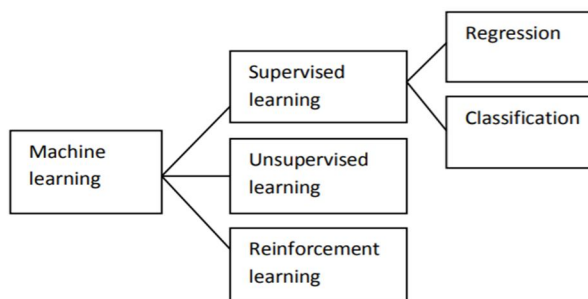 Regression
Supervised
learning
Classification
Machine
learning
Unsupervised
learning
Reinforcement
learning